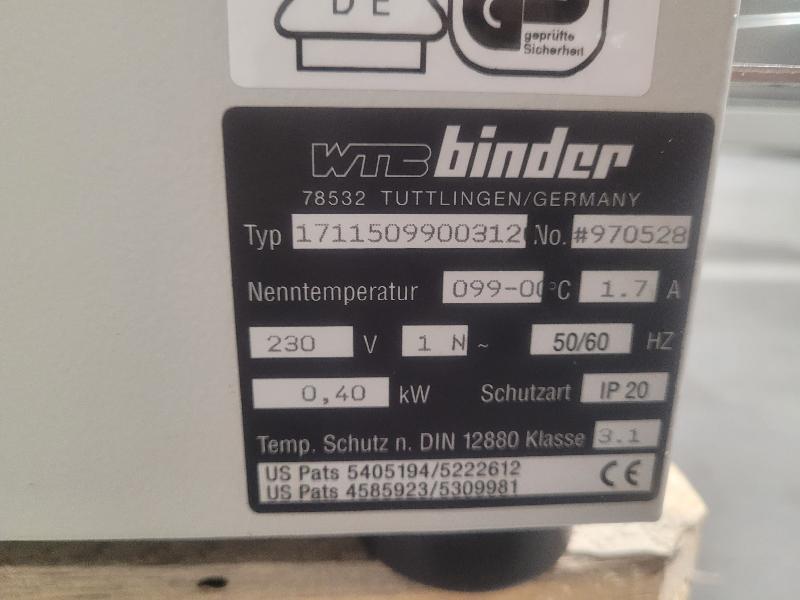 DE
geprüfte
Sicherheit
WTC binder
78532 TUTTLINGEN/GERMANY
Typ 1711509900312 No. #970528
Nenntemperatur 099-00 °C 1.7 A
230 V 1 N ~ 50/60 HZ
0,40 kW Schutzart IP 20
Temp. Schutz n. DIN 12880 Klasse 3.1
US Pats 5405194/5222612
US Pats 4585923/5309981 CE